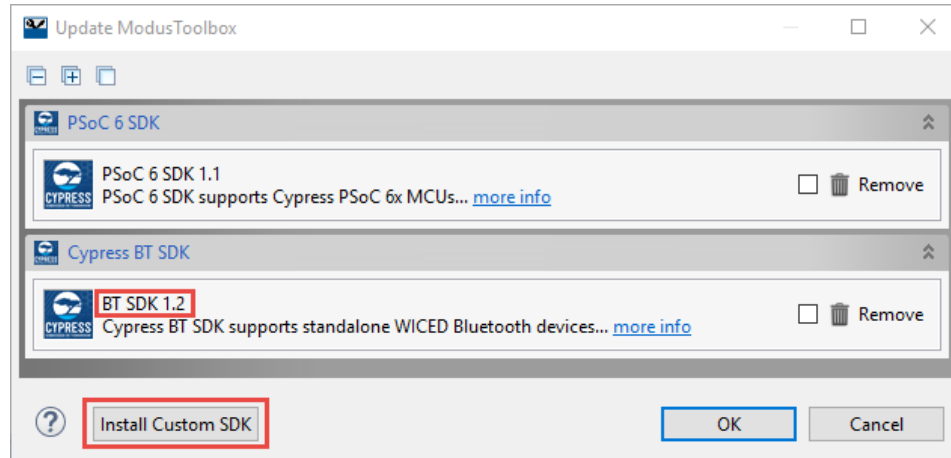 Update ModusToolbox
PSoC 6 SDK
PSoC 6 SDK 1.1
PSoC 6 SDK supports Cypress PSoC 6x MCUs... more info
Remove
CYPRESS
Cypress BT SDK
BT SDK 1.2
Cypress BT SDK supports standalone WICED Bluetooth devices... more info
Remove
CYPRESS
? Install Custom SDK OK Cancel